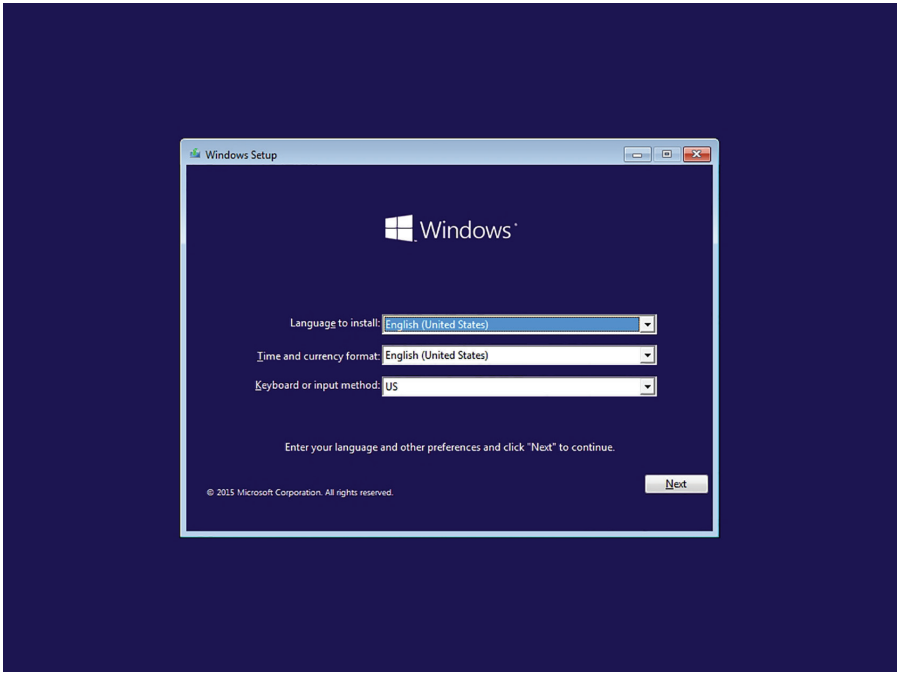 Windows Setup
Windows
Language to install: English (United States)
Time and currency format: English (United States)
Keyboard or input method: US
Enter your language and other preferences and click "Next" to continue.
Next
© 2015 Microsoft Corporation. All rights reserved.